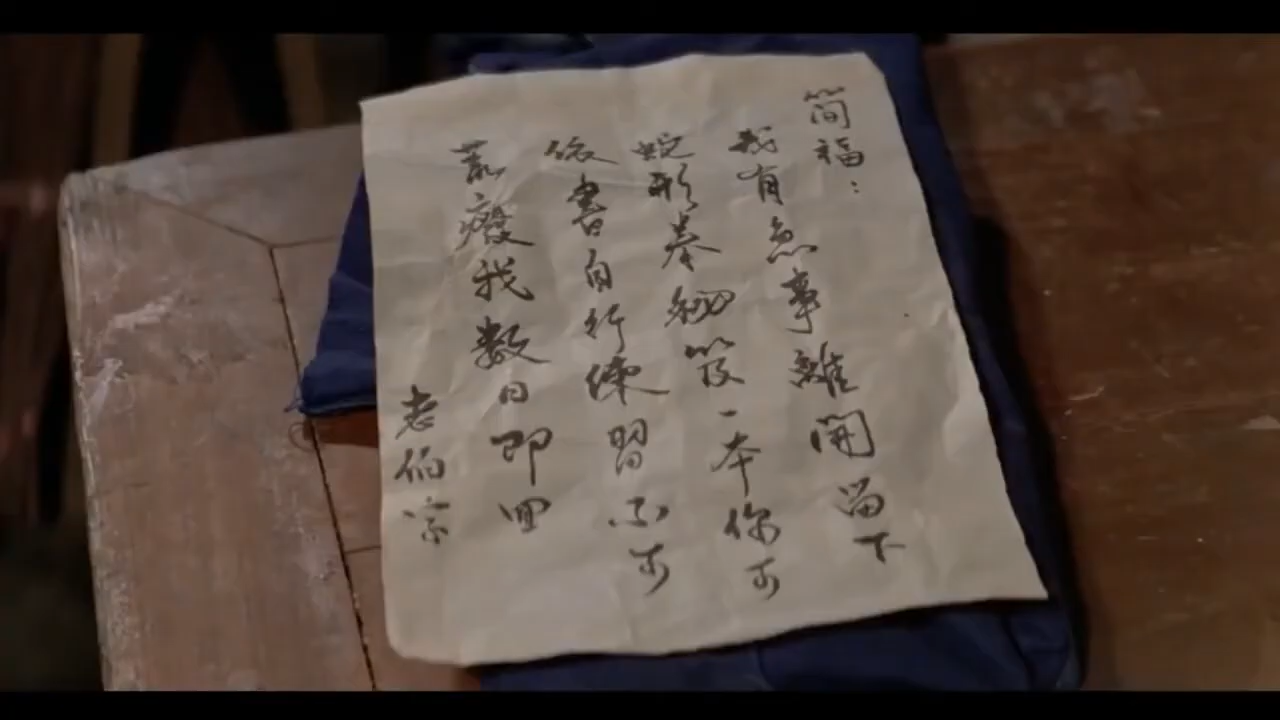 简福：
我有急事離開留下
蛇形拳秘笈一本你可
依書自行練習不可
荒癈我數日即回
老伯字